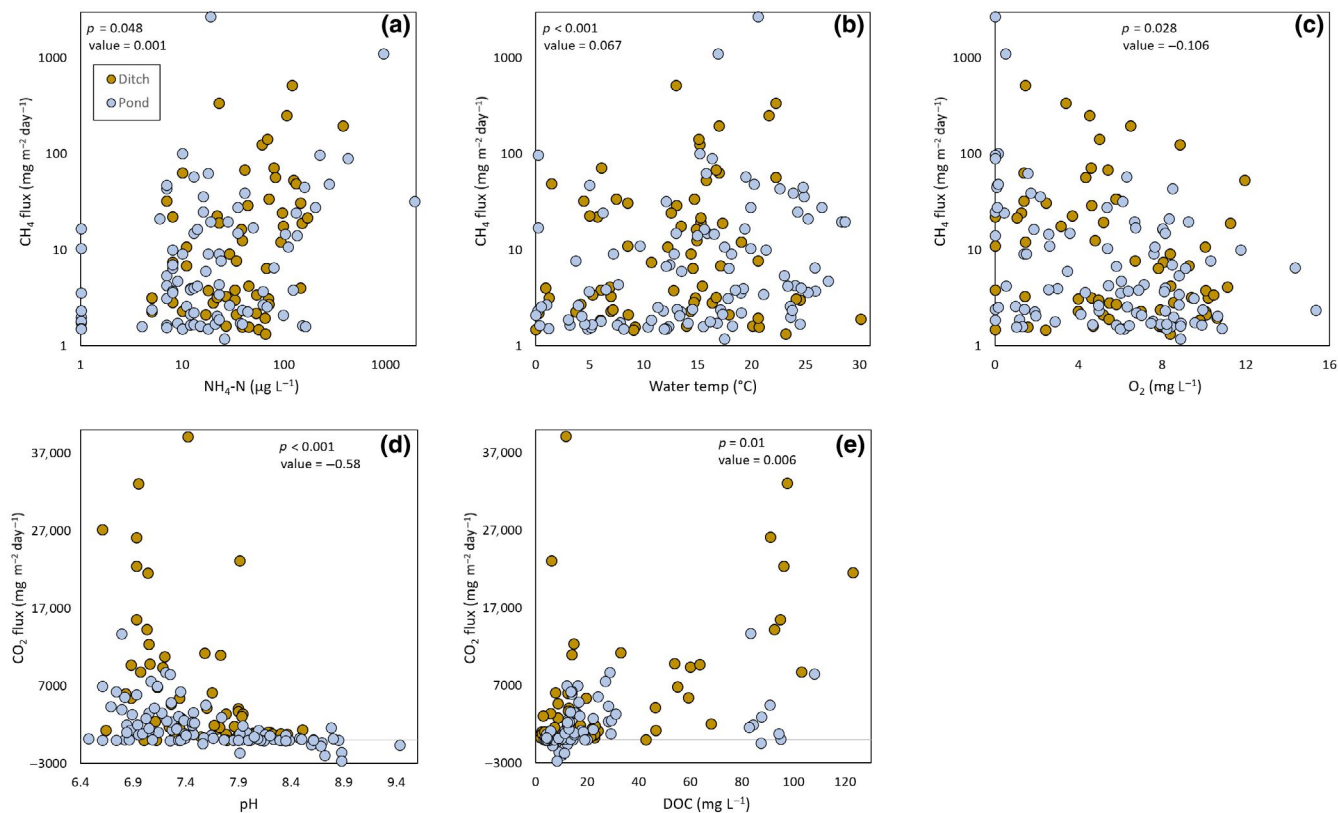 (a)
p = 0.048
value = 0.001
Ditch
Pond
CH₄ flux (mg m⁻² day⁻¹)
1000
100
10
1
1
10
100
1000
NH₄-N (µg L⁻¹)
(b)
p < 0.001
value = 0.067
CH₄ flux (mg m⁻² day⁻¹)
1000
100
10
1
0
5
10
15
20
25
30
Water temp (°C)
(c)
p = 0.028
value = −0.106
CH₄ flux (mg m⁻² day⁻¹)
1000
100
10
1
0
4
8
12
16
O₂ (mg L⁻¹)
(d)
p < 0.001
value = −0.58
CO₂ flux (mg m⁻² day⁻¹)
37,000
27,000
17,000
7000
−3000
6.4
6.9
7.4
7.9
8.4
8.9
9.4
pH
(e)
p = 0.01
value = 0.006
CO₂ flux (mg m⁻² day⁻¹)
37,000
27,000
17,000
7000
−3000
0
20
40
60
80
100
120
DOC (mg L⁻¹)